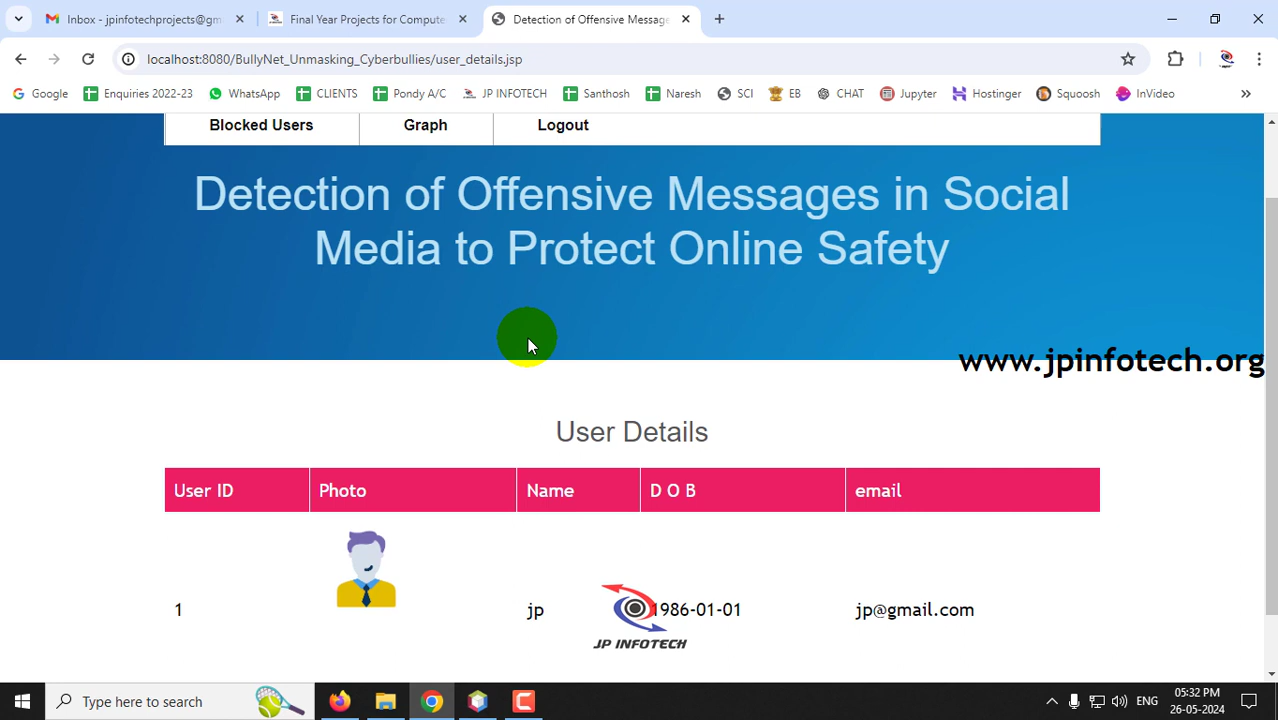 Inbox - jpinfotechprojects@gm
Final Year Projects for Compute
Detection of Offensive Message
localhost:8080/BullyNet_Unmasking_Cyberbullies/user_details.jsp
Google Enquiries 2022-23 WhatsApp CLIENTS Pondy A/C JP INFOTECH Santhosh Naresh SCI EB CHAT Jupyter Hostinger Squoosh InVideo
Blocked Users Graph Logout
Detection of Offensive Messages in Social
Media to Protect Online Safety
www.jpinfotech.org
User Details
User ID Photo Name D O B email
1 jp 1986-01-01 jp@gmail.com
JP INFOTECH
Type here to search
ENG
05:32 PM
26-05-2024